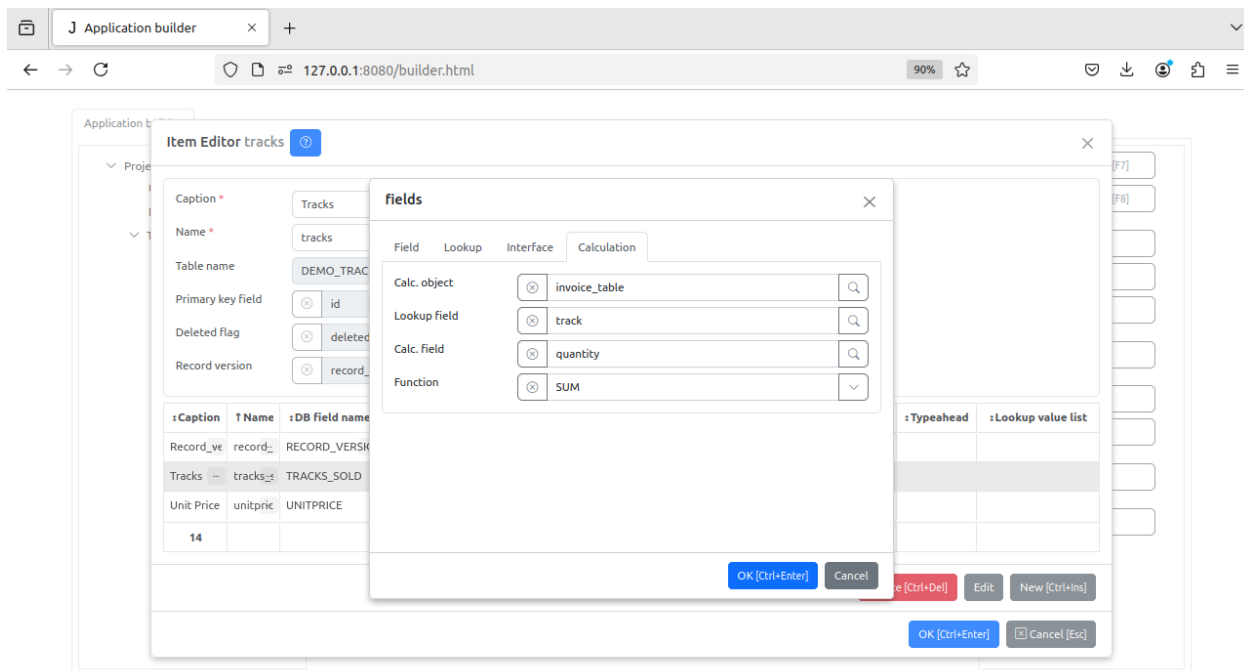 J Application builder
127.0.0.1:8080/builder.html
90%
Application b
Item Editor tracks
Proje
[F7]
[F8]
Caption *
Tracks
Name *
tracks
Table name
DEMO_TRAC
Primary key field
id
Deleted flag
deleted
Record version
record_
fields
Field Lookup Interface Calculation
Calc. object
invoice_table
Lookup field
track
Calc. field
quantity
Function
SUM
Caption Name DB field name Typeahead Lookup value list
Record_ve record_ RECORD_VERSIO
Tracks ... tracks_s TRACKS_SOLD
Unit Price unitpric UNITPRICE
14
OK [Ctrl+Enter] Cancel
e [Ctrl+Del] Edit New [Ctrl+Ins]
OK [Ctrl+Enter] Cancel [Esc]